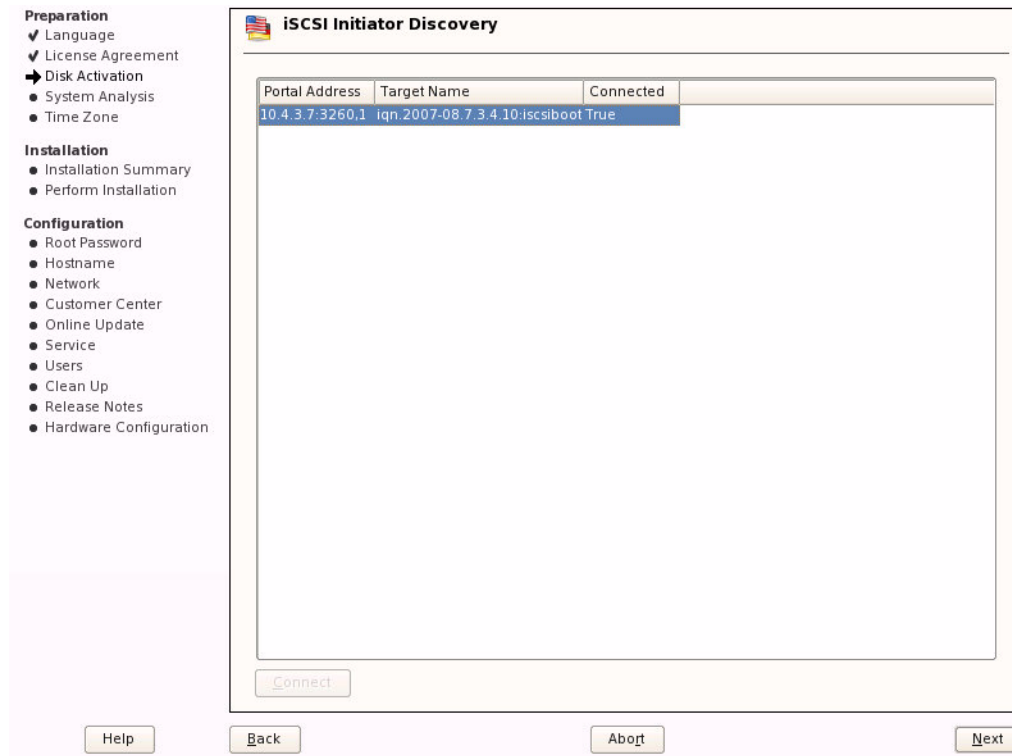 Preparation
Language
License Agreement
Disk Activation
System Analysis
Time Zone
Installation
Installation Summary
Perform Installation
Configuration
Root Password
Hostname
Network
Customer Center
Online Update
Service
Users
Clean Up
Release Notes
Hardware Configuration
iSCSI Initiator Discovery
Portal Address Target Name Connected
10.4.3.7:3260,1 iqn.2007-08.7.3.4.10:iscsiboot True
Connect
Help Back Abort Next